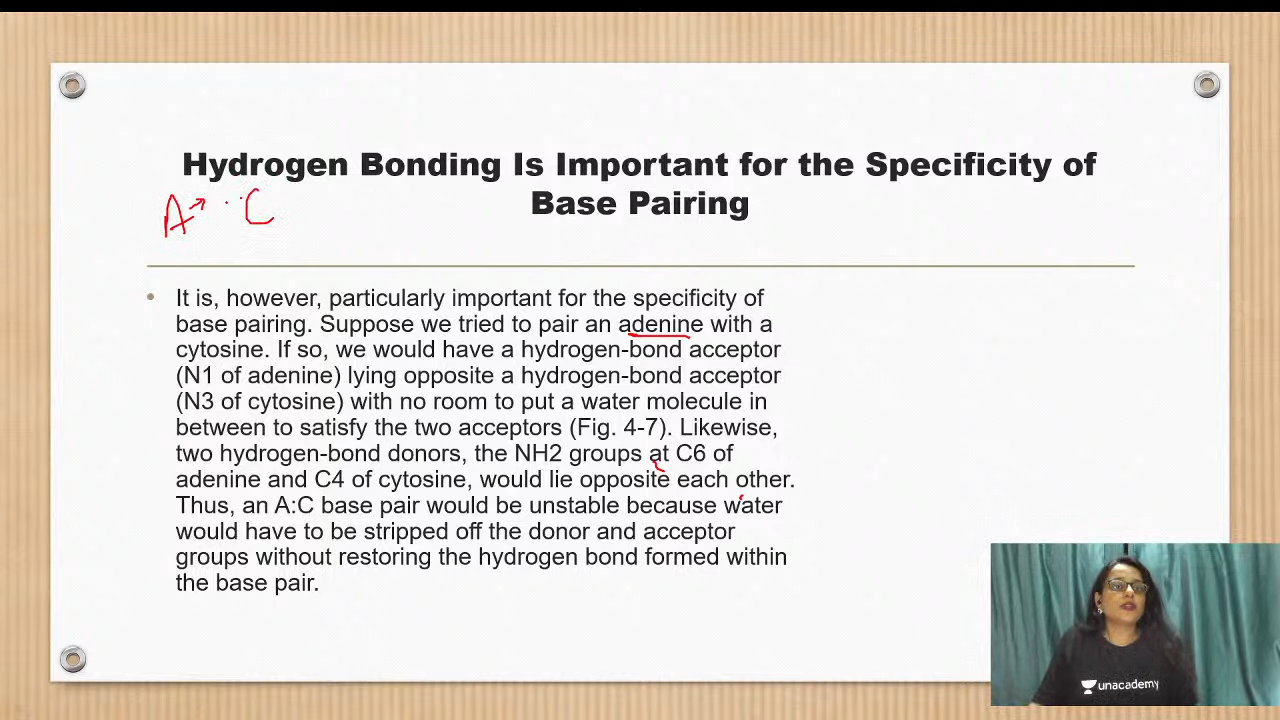 Hydrogen Bonding Is Important for the Specificity of
Base Pairing
A → C
It is, however, particularly important for the specificity of
base pairing. Suppose we tried to pair an adenine with a
cytosine. If so, we would have a hydrogen-bond acceptor
(N1 of adenine) lying opposite a hydrogen-bond acceptor
(N3 of cytosine) with no room to put a water molecule in
between to satisfy the two acceptors (Fig. 4-7). Likewise,
two hydrogen-bond donors, the NH2 groups at C6 of
adenine and C4 of cytosine, would lie opposite each other.
Thus, an A:C base pair would be unstable because water
would have to be stripped off the donor and acceptor
groups without restoring the hydrogen bond formed within
the base pair.
unacademy